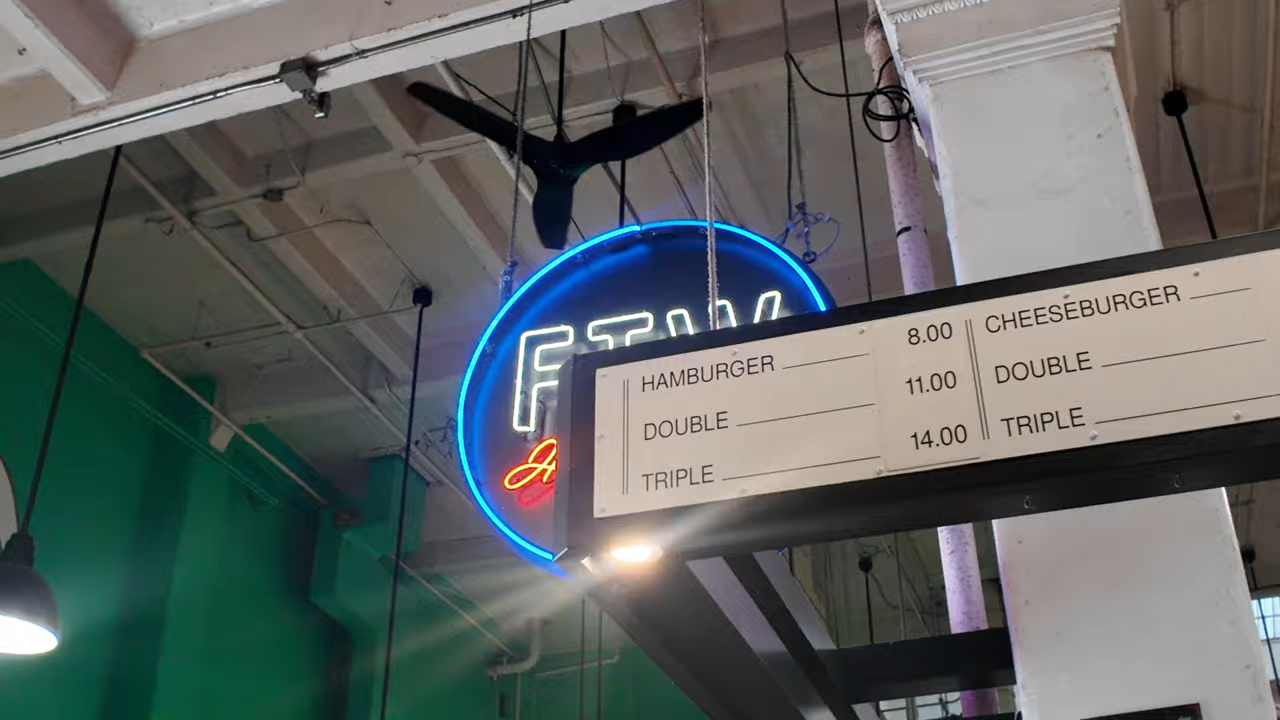 HAMBURGER 8.00
DOUBLE 11.00
TRIPLE 14.00
CHEESEBURGER
DOUBLE
TRIPLE